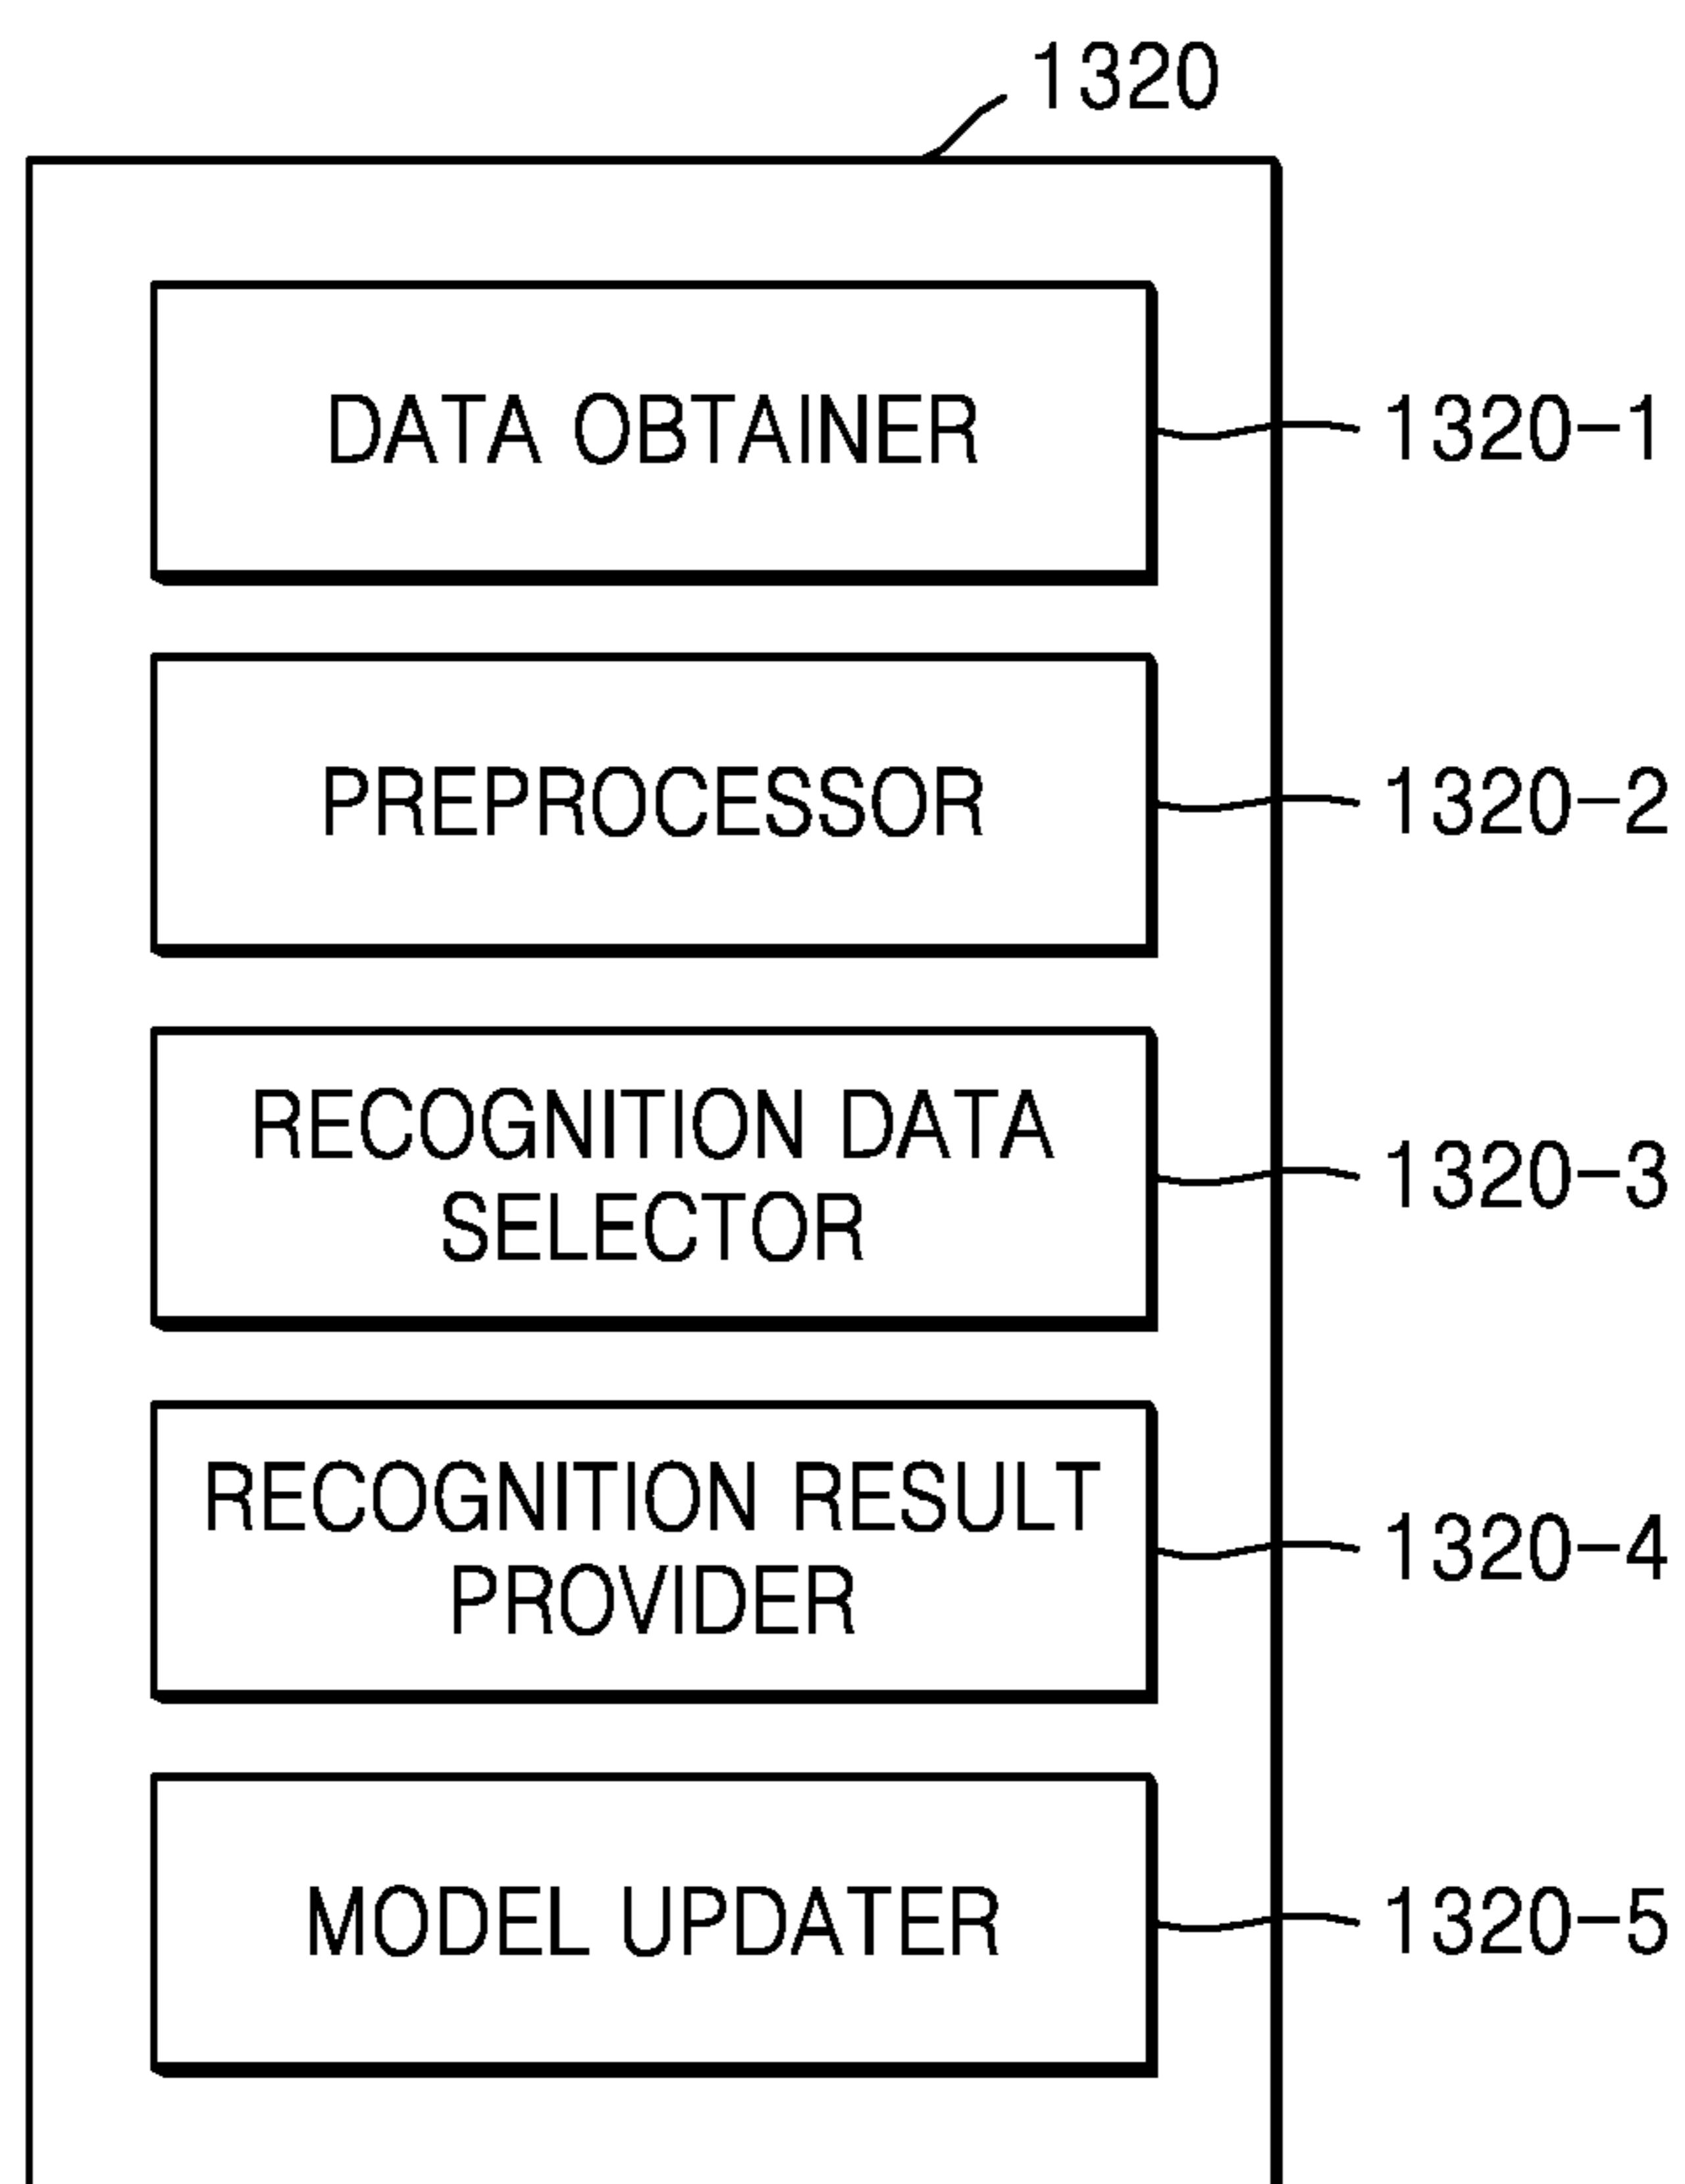 1320
DATA OBTAINER
1320-1
PREPROCESSOR
1320-2
RECOGNITION DATA
SELECTOR
1320-3
RECOGNITION RESULT
PROVIDER
1320-4
MODEL UPDATER
1320-5